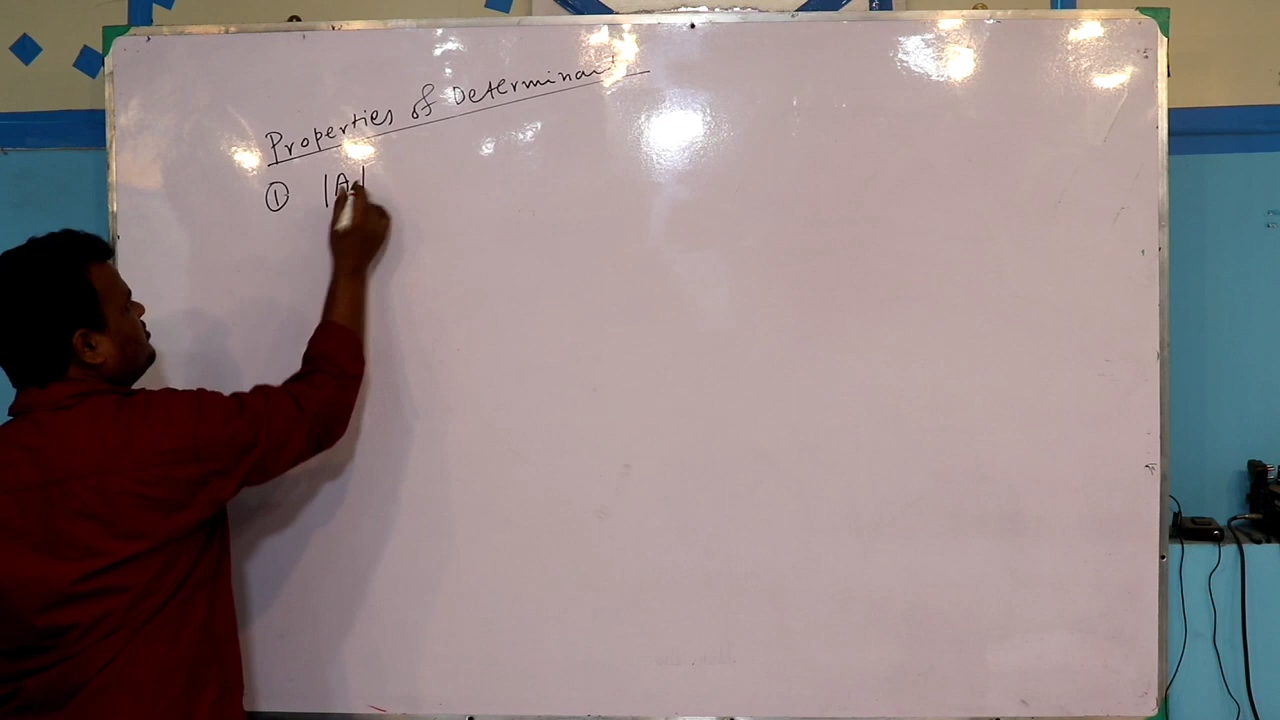 Properties of Determinant
① |A|